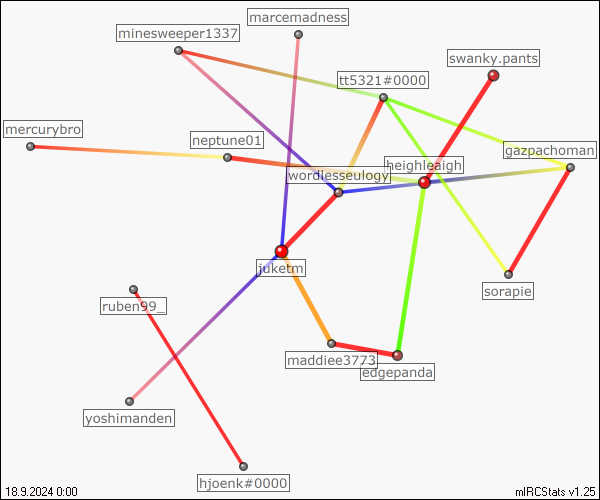 marcemadness
minesweeper1337
swanky.pants
tt5321#0000
mercurybro
neptune01
gazpachoman
heighleaigh
wordlesseulogy
juketm
sorapie
ruben99_
maddiee3773
edgepanda
yoshimanden
hjoenk#0000
18.9.2024 0:00
mIRCStats v1.25